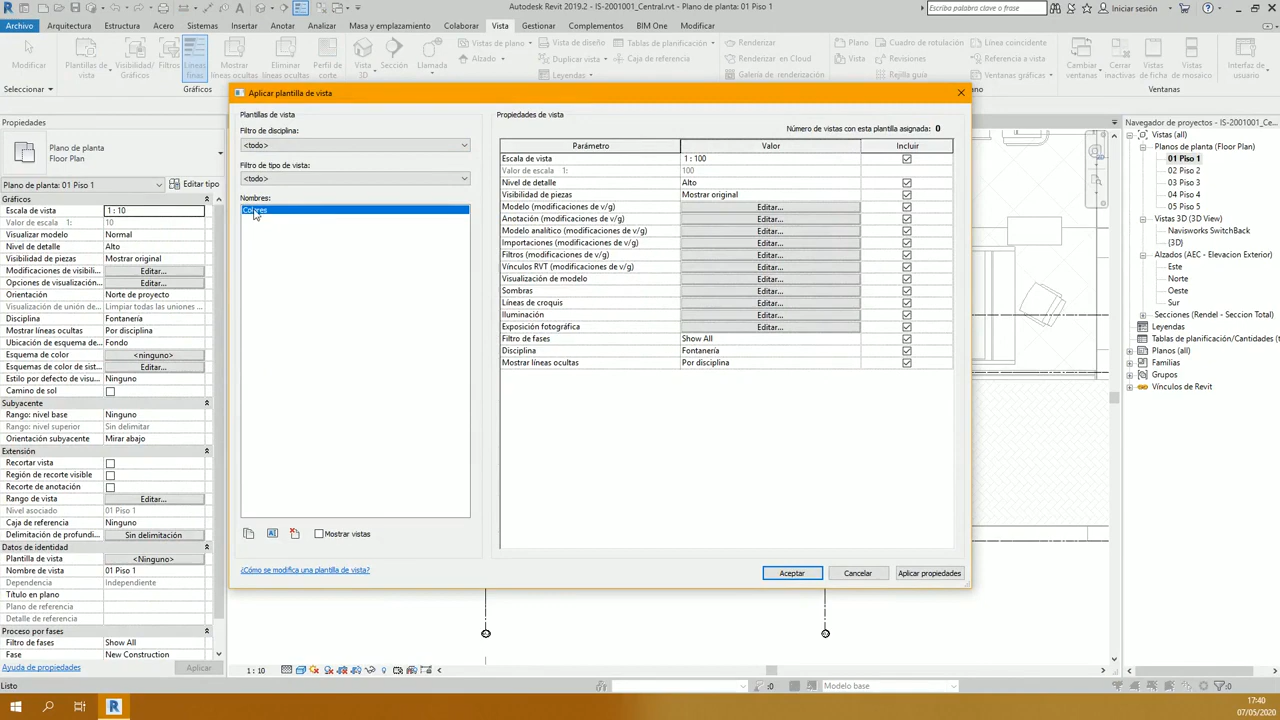 Autodesk Revit 2019.2 - IS-2001001_Central.rvt - Plano de planta: 01 Piso 1
Escriba palabra clave o frase
Iniciar sesión
Archivo Arquitectura Estructura Acero Sistemas Insertar Anotar Analizar Masa y emplazamiento Colaborar Vista Gestionar Complementos BIM One Modificar
Modificar
Plantillas de vista
Visibilidad/ Gráficos
Filtros
Líneas finas
Mostrar líneas ocultas
Eliminar líneas ocultas
Perfil de corte
Vista 3D
Sección
Llamada
Vistas de plano
Alzado
Vista de diseño
Duplicar vista
Leyendas
Tablas de planificación
Caja de referencia
Renderizar
Renderizar en Cloud
Galería de renderización
Plano
Vista
Cuadro de rotulación
Revisiones
Rejilla guía
Línea coincidente
Referencia a vista
Ventanas gráficas
Cambiar ventanas
Cerrar inactivas
Vistas de ficha
Vistas de mosaico
Interfaz de usuario
Seleccionar
Gráficos
Ventanas
Propiedades
Plano de planta
Floor Plan
Plano de planta: 01 Piso 1
Editar tipo
Gráficos
Escala de vista 1 : 10
Valor de escala 1: 10
Visualizar modelo Normal
Nivel de detalle Alto
Visibilidad de piezas Mostrar original
Modificaciones de visibili... Editar...
Opciones de visualización... Editar...
Orientación Norte de proyecto
Visualización de unión de... Limpiar todas las uniones ...
Disciplina Fontanería
Mostrar líneas ocultas Por disciplina
Ubicación de esquema de ... Fondo
Esquema de color <ninguno>
Esquemas de color de sist... Editar...
Estilo por defecto de visu... Ninguno
Camino de sol
Subyacente
Rango: nivel base Ninguno
Rango: nivel superior Sin delimitar
Orientación subyacente Mirar abajo
Extensión
Recortar vista
Región de recorte visible
Recorte de anotación
Rango de vista Editar...
Nivel asociado 01 Piso 1
Caja de referencia Ninguno
Delimitación de profundi... Sin delimitación
Datos de identidad
Plantilla de vista <Ninguno>
Nombre de vista 01 Piso 1
Dependencia Independiente
Título en plano
Plano de referencia
Detalle de referencia
Proceso por fases
Filtro de fases Show All
Fase New Construction
Ayuda de propiedades
Aplicar
Aplicar plantilla de vista
Plantillas de vista
Filtro de disciplina:
<todo>
Filtro de tipo de vista:
<todo>
Nombres:
Colores
Mostrar vistas
¿Cómo se modifica una plantilla de vista?
Propiedades de vista
Número de vistas con esta plantilla asignada: 0
Parámetro Valor Incluir
Escala de vista 1 : 100
Valor de escala 1: 100
Nivel de detalle Alto
Visibilidad de piezas Mostrar original
Modelo (modificaciones de v/g) Editar...
Anotación (modificaciones de v/g) Editar...
Modelo analítico (modificaciones de v/g) Editar...
Importaciones (modificaciones de v/g) Editar...
Filtros (modificaciones de v/g) Editar...
Vínculos RVT (modificaciones de v/g) Editar...
Visualización de modelo Editar...
Sombras Editar...
Líneas de croquis Editar...
Iluminación Editar...
Exposición fotográfica Editar...
Filtro de fases Show All
Disciplina Fontanería
Mostrar líneas ocultas Por disciplina
Aceptar Cancelar Aplicar propiedades
Navegador de proyectos - IS-2001001_Ce...
Vistas (all)
Planos de planta (Floor Plan)
01 Piso 1
02 Piso 2
03 Piso 3
04 Piso 4
05 Piso 5
Vistas 3D (3D View)
Navisworks SwitchBack
{3D}
Alzados (AEC - Elevacion Exterior)
Este
Norte
Oeste
Sur
Secciones (Rendel - Seccion Total)
Leyendas
Tablas de planificación/Cantidades (t
Planos (all)
Familias
Grupos
Vínculos de Revit
1 : 10
Listo
:0
Modelo base
:0
17:40
07/05/2020